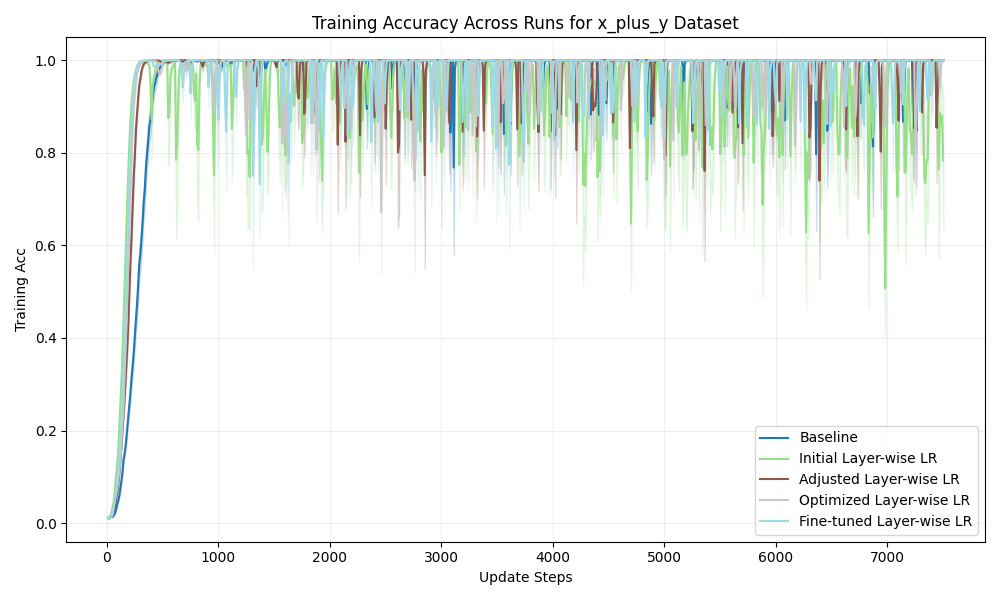 Training Accuracy Across Runs for x_plus_y Dataset
Training Acc
1.0
0.8
0.6
0.4
0.2
0.0
0 1000 2000 3000 4000 5000 6000 7000
Update Steps
Baseline
Initial Layer-wise LR
Adjusted Layer-wise LR
Optimized Layer-wise LR
Fine-tuned Layer-wise LR